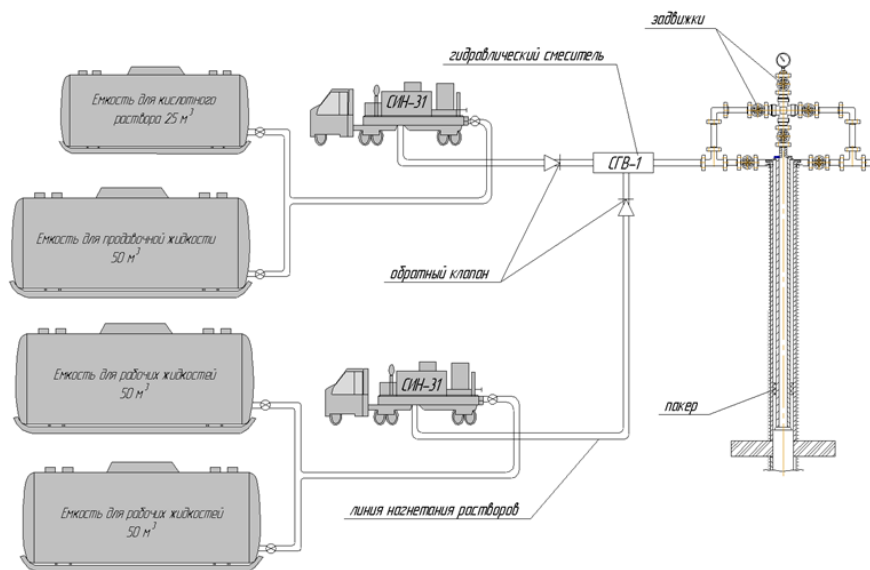 задвижки
гидравлический смеситель
Емкость для кислотного
раствора 25 м³
СИН-31
СГВ-1
Емкость для продавочной жидкости
50 м³
обратный клапан
Емкость для рабочих жидкостей
50 м³
СИН-31
пакер
Емкость для рабочих жидкостей
50 м³
линия нагнетания растворов